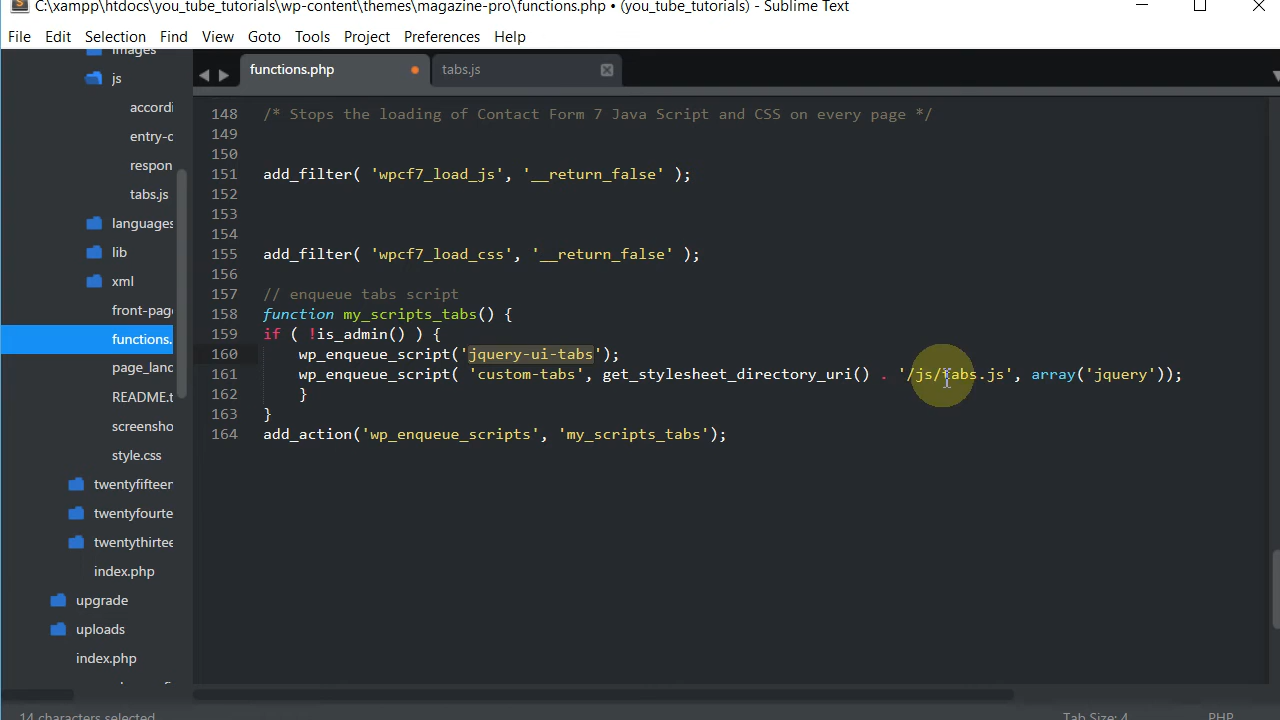 C:\xampp\htdocs\you_tube_tutorials\wp-content\themes\magazine-pro\functions.php • (you_tube_tutorials) - Sublime Text
File Edit Selection Find View Goto Tools Project Preferences Help
functions.php tabs.js
images
js
accordi
entry-c
respon
tabs.js
languages
lib
xml
front-page
functions.
page_land
README.t
screensho
style.css
twentyfifteen
twentyfourte
twentythirtee
index.php
upgrade
uploads
index.php
148 /* Stops the loading of Contact Form 7 Java Script and CSS on every page */
149
150
151 add_filter( 'wpcf7_load_js', '__return_false' );
152
153
154
155 add_filter( 'wpcf7_load_css', '__return_false' );
156
157 // enqueue tabs script
158 function my_scripts_tabs() {
159 if ( !is_admin() ) {
160 wp_enqueue_script('jquery-ui-tabs');
161 wp_enqueue_script( 'custom-tabs', get_stylesheet_directory_uri() . '/js/tabs.js', array('jquery'));
162 }
163 }
164 add_action('wp_enqueue_scripts', 'my_scripts_tabs');
14 characters selected Tab Size: 4 PHP